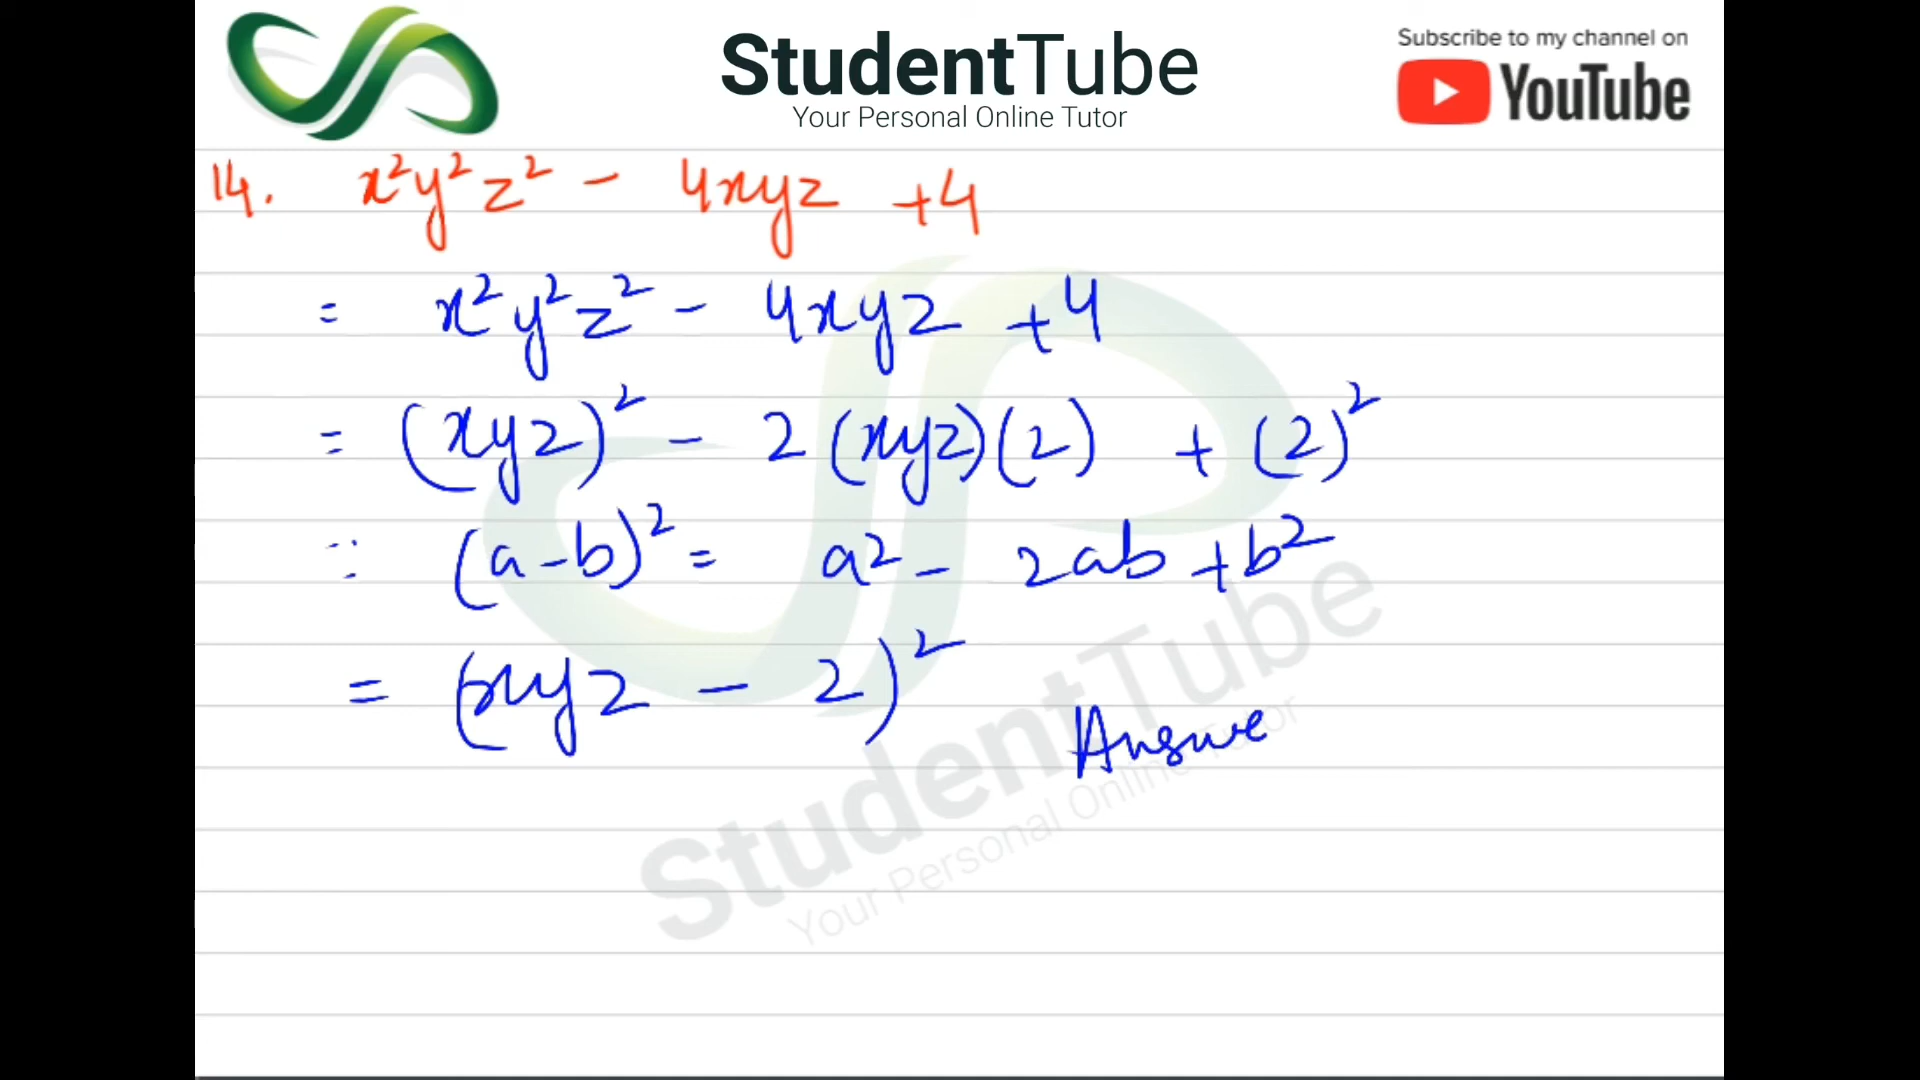 StudentTube
Your Personal Online Tutor
Subscribe to my channel on
YouTube
14. x²y²z² - 4xyz +4
= x²y²z² - 4xyz +4
= (xyz)² - 2(xyz)(2) + (2)²
∵ (a-b)² = a² - 2ab + b²
= (xyz - 2)²
Answe
StudentTube
Your Personal Online Tutor